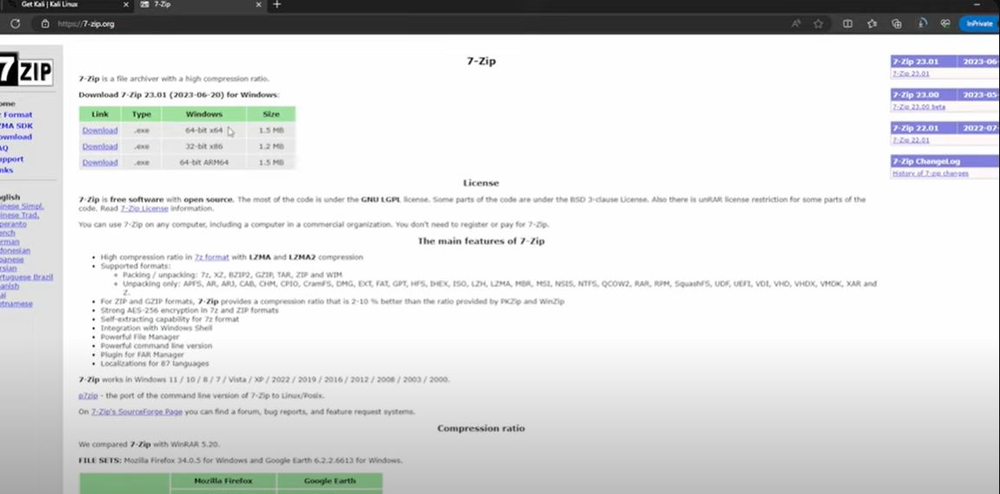 Get Kali | Kali Linux
7-Zip
https://7-zip.org
InPrivate
7ZIP
7-Zip
7-Zip is a file archiver with a high compression ratio.
Download 7-Zip 23.01 (2023-06-20) for Windows:
Link Type Windows Size
Download .exe 64-bit x64 1.5 MB
Download .exe 32-bit x86 1.2 MB
Download .exe 64-bit ARM64 1.5 MB
License
7-Zip is free software with open source. The most of the code is under the GNU LGPL license. Some parts of the code are under the BSD 3-clause License. Also there is unRAR license restriction for some parts of the
code. Read 7-Zip License information.
You can use 7-Zip on any computer, including a computer in a commercial organization. You don't need to register or pay for 7-Zip.
The main features of 7-Zip
High compression ratio in 7z format with LZMA and LZMA2 compression
Supported formats:
Packing / unpacking: 7z, XZ, BZIP2, GZIP, TAR, ZIP and WIM
Unpacking only: APFS, AR, ARJ, CAB, CHM, CPIO, CramFS, DMG, EXT, FAT, GPT, HFS, IHEX, ISO, LZH, LZMA, MBR, MSI, NSIS, NTFS, QCOW2, RAR, RPM, SquashFS, UDF, UEFI, VDI, VHD, VHDX, VMDK, XAR and
Z.
For ZIP and GZIP formats, 7-Zip provides a compression ratio that is 2-10 % better than the ratio provided by PKZip and WinZip
Strong AES-256 encryption in 7z and ZIP formats
Self-extracting capability for 7z format
Integration with Windows Shell
Powerful File Manager
Powerful command line version
Plugin for FAR Manager
Localizations for 87 languages
7-Zip works in Windows 11 / 10 / 8 / 7 / Vista / XP / 2022 / 2019 / 2016 / 2012 / 2008 / 2003 / 2000.
p7zip - the port of the command line version of 7-Zip to Linux/Posix.
On 7-Zip's SourceForge Page you can find a forum, bug reports, and feature request systems.
Compression ratio
We compared 7-Zip with WinRAR 5.20.
FILE SETS: Mozilla Firefox 34.0.5 for Windows and Google Earth 6.2.2.6613 for Windows.
Mozilla Firefox Google Earth
ome
z Format
ZMA SDK
ownload
AQ
upport
inks
nglish
inese Simpl.
inese Trad.
peranto
ench
erman
donesian
panese
rsian
rtuguese Brazil
anish
ai
etnamese
7-Zip 23.01 2023-06-
7-Zip 23.01
7-Zip 23.00 2023-05-
7-Zip 23.00 beta
7-Zip 22.01 2022-07-
7-Zip 22.01
7-Zip ChangeLog
History of 7-zip changes